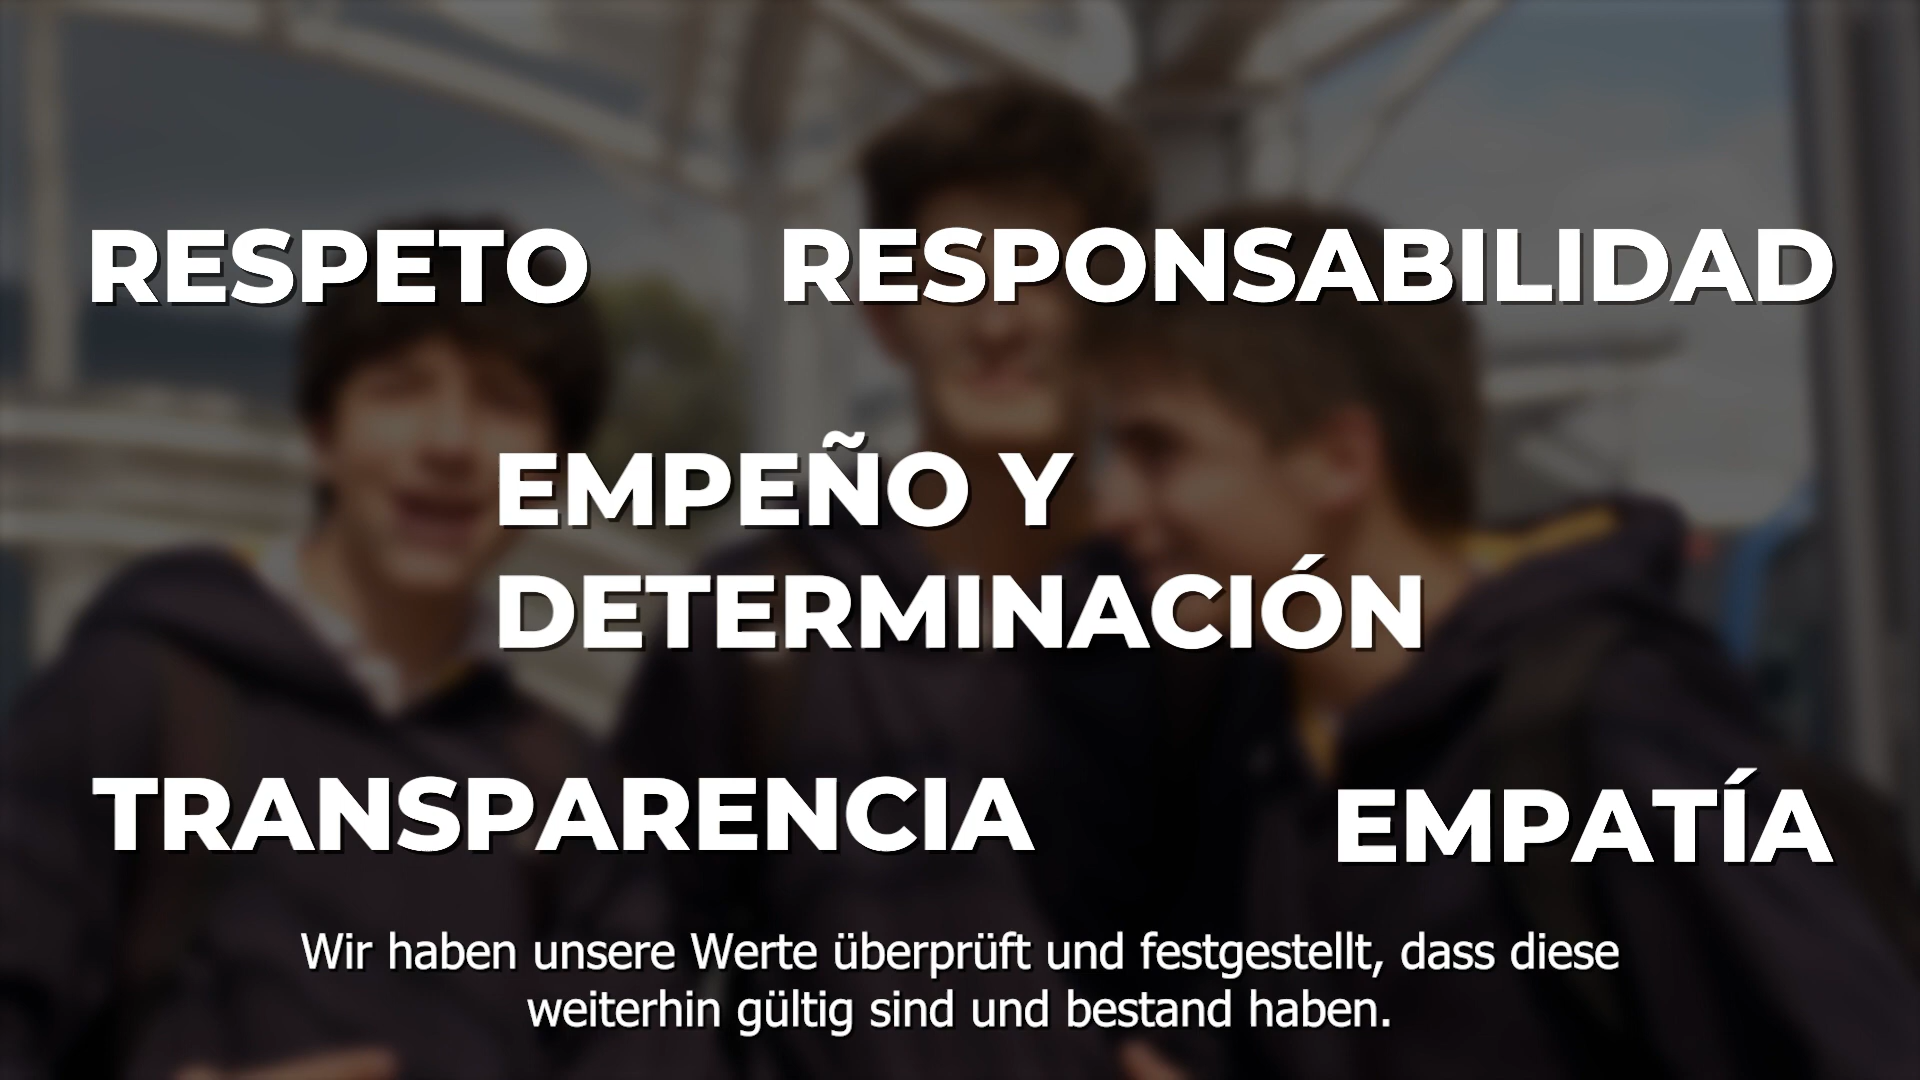 RESPETO
RESPONSABILIDAD
EMPEÑO Y
DETERMINACIÓN
TRANSPARENCIA
EMPATÍA
Wir haben unsere Werte überprüft und festgestellt, dass diese
weiterhin gültig sind und bestand haben.